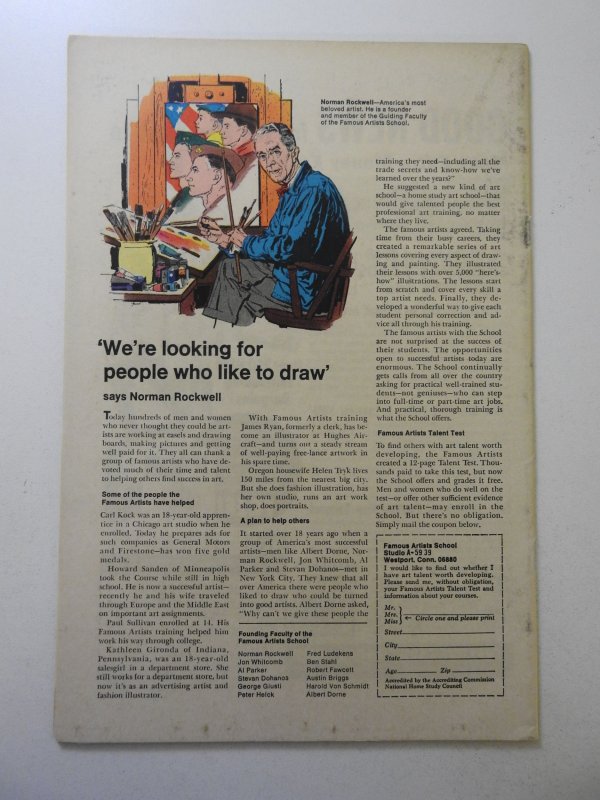 Norman Rockwell—America's most
beloved artist. He is a founder
and member of the Guiding Faculty
of the Famous Artists School.
'We're looking for
people who like to draw'
says Norman Rockwell
Today hundreds of men and women
who never thought they could be art-
ists are working at easels and drawing
boards, making pictures and getting
well paid for it. They all can thank a
group of famous artists who have de-
voted much of their time and talent
to helping others find success in art.
Some of the people the
Famous Artists have helped
Carl Kock was an 18-year-old appren-
tice in a Chicago art studio when he
enrolled. Today he prepares ads for
such companies as General Motors
and Firestone—has won five gold
medals.
Howard Sanden of Minneapolis
took the Course while still in high
school. He is now a successful artist—
recently he and his wife traveled
through Europe and the Middle East
on important art assignments.
Paul Sullivan enrolled at 14. His
Famous Artists training helped him
work his way through college.
Kathleen Gironda of Indiana,
Pennsylvania, was an 18-year-old
salesgirl in a department store. She
still works for a department store, but
now it's as an advertising artist and
fashion illustrator.
With Famous Artists training
James Ryan, formerly a clerk, has be-
come an illustrator at Hughes Air-
craft—and turns out a steady stream
of well-paying free-lance artwork in
his spare time.
Oregon housewife Helen Tryk lives
150 miles from the nearest big city.
But she does fashion illustration, has
her own studio, runs an art work
shop, does portraits.
A plan to help others
It started over 18 years ago when a
group of America's most successful
artists—men like Albert Dorne, Nor-
man Rockwell, Jon Whitcomb, Al
Parker and Stevan Dohanos—met in
New York City. They knew that all
over America there were people who
liked to draw who could be turned
into good artists. Albert Dorne asked,
"Why can't we give these people the
Founding Faculty of the
Famous Artists School
Norman Rockwell
Jon Whitcomb
Al Parker
Stevan Dohanos
George Giusti
Peter Helck
Fred Ludekens
Ben Stahl
Robert Fawcett
Austin Briggs
Harold Von Schmidt
Albert Dorne
training they need—including all the
trade secrets and know-how we've
learned over the years?"
He suggested a new kind of art
school—a home study art school—that
would give talented people the best
professional art training, no matter
where they live.
The famous artists agreed. Taking
time from their busy careers, they
created a remarkable series of art
lessons covering every aspect of draw-
ing and painting. They illustrated
their lessons with over 5,000 "here's-
how" illustrations. The lessons start
from scratch and cover every skill a
top artist needs. Finally, they de-
veloped a wonderful way to give each
student personal correction and ad-
vice all through his training.
The famous artists with the School
are not surprised at the success of
their students. The opportunities
open to successful artists today are
enormous. The School continually
gets calls from all over the country
asking for practical well-trained stu-
dents—not geniuses—who can step
into full-time or part-time art jobs.
And practical, thorough training is
what the School offers.
Famous Artists Talent Test
To find others with art talent worth
developing, the Famous Artists
created a 12-page Talent Test. Thou-
sands paid to take this test, but now
the School offers and grades it free.
Men and women who do well on the
test—or offer other sufficient evidence
of art talent—may enroll in the
School. But there's no obligation.
Simply mail the coupon below.
Famous Artists School
Studio A-5939
Westport, Conn. 06880
I would like to find out whether I
have art talent worth developing.
Please send me, without obligation,
your Famous Artists Talent Test and
information about your courses.
Mr.
Mrs.
Miss
← Circle one and please print
Street
City
State
Age Zip
Accredited by the Accrediting Commission
National Home Study Council